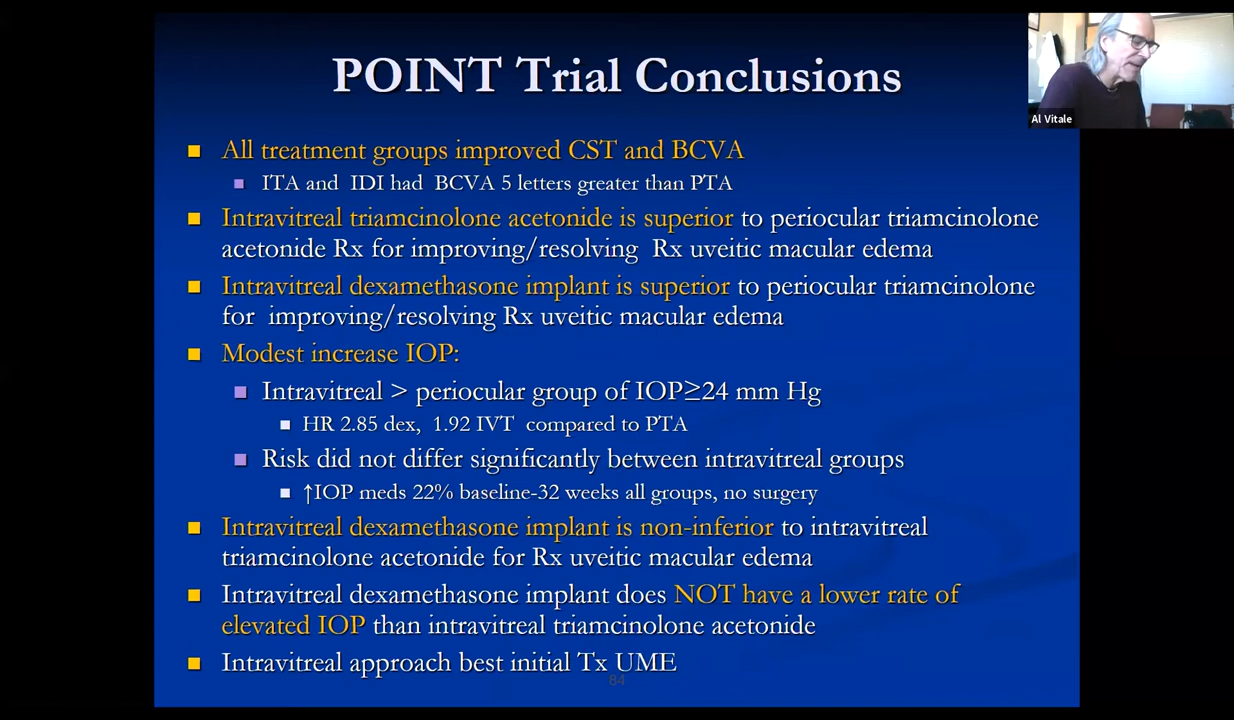 POINT Trial Conclusions
Al Vitale
All treatment groups improved CST and BCVA
ITA and IDI had BCVA 5 letters greater than PTA
Intravitreal triamcinolone acetonide is superior to periocular triamcinolone
acetonide Rx for improving/resolving Rx uveitic macular edema
Intravitreal dexamethasone implant is superior to periocular triamcinolone
for improving/resolving Rx uveitic macular edema
Modest increase IOP:
Intravitreal > periocular group of IOP≥24 mm Hg
HR 2.85 dex, 1.92 IVT compared to PTA
Risk did not differ significantly between intravitreal groups
↑IOP meds 22% baseline-32 weeks all groups, no surgery
Intravitreal dexamethasone implant is non-inferior to intravitreal
triamcinolone acetonide for Rx uveitic macular edema
Intravitreal dexamethasone implant does NOT have a lower rate of
elevated IOP than intravitreal triamcinolone acetonide
Intravitreal approach best initial Tx UME
84